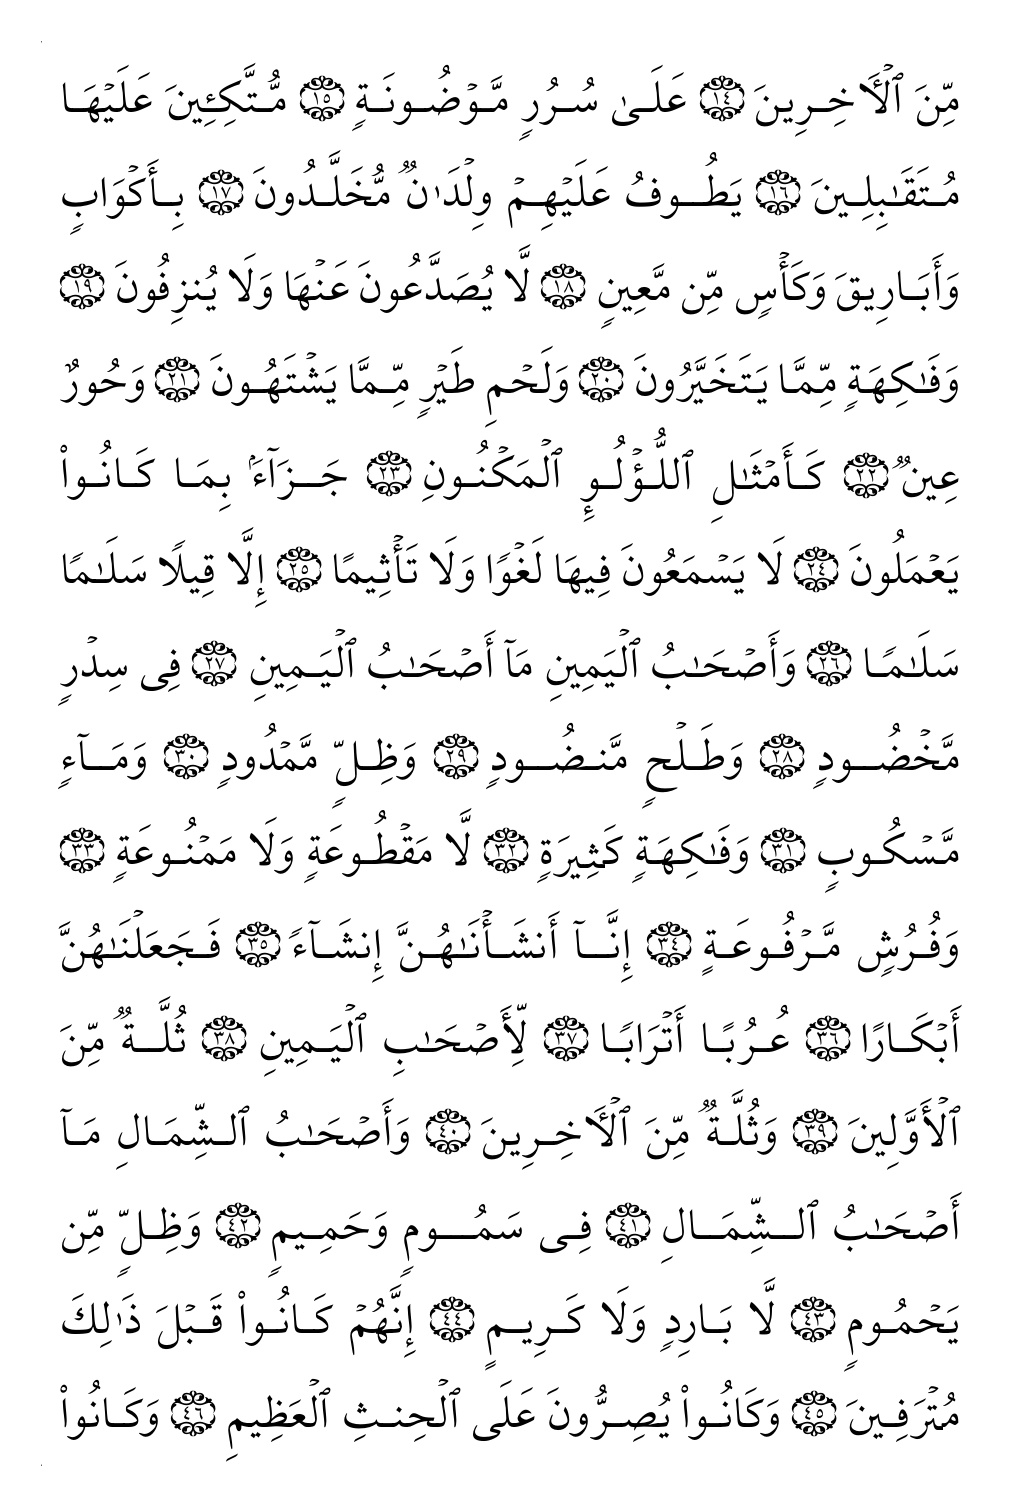 مِّنَ ٱلْأَخِرِينَ ١٤ عَلَىٰ سُرُرٍ مَّوْضُونَةٍ ١٥ مُّتَّكِـِٔينَ عَلَيْهَا
مُتَقَٰبِلِينَ ١٦ يَطُوفُ عَلَيْهِمْ وِلْدَٰنٌ مُّخَلَّدُونَ ١٧ بِأَكْوَابٍ
وَأَبَارِيقَ وَكَأْسٍ مِّن مَّعِينٍ ١٨ لَّا يُصَدَّعُونَ عَنْهَا وَلَا يُنزِفُونَ ١٩
وَفَٰكِهَةٍ مِّمَّا يَتَخَيَّرُونَ ٢٠ وَلَحْمِ طَيْرٍ مِّمَّا يَشْتَهُونَ ٢١ وَحُورٌ
عِينٌ ٢٢ كَأَمْثَٰلِ ٱللُّؤْلُوِٕ ٱلْمَكْنُونِ ٢٣ جَزَآءًۢ بِمَا كَانُوا۟
يَعْمَلُونَ ٢٤ لَا يَسْمَعُونَ فِيهَا لَغْوًا وَلَا تَأْثِيمًا ٢٥ إِلَّا قِيلًا سَلَٰمًا
سَلَٰمًا ٢٦ وَأَصْحَٰبُ ٱلْيَمِينِ مَآ أَصْحَٰبُ ٱلْيَمِينِ ٢٧ فِى سِدْرٍ
مَّخْضُودٍ ٢٨ وَطَلْحٍ مَّنضُودٍ ٢٩ وَظِلٍّ مَّمْدُودٍ ٣٠ وَمَآءٍ
مَّسْكُوبٍ ٣١ وَفَٰكِهَةٍ كَثِيرَةٍ ٣٢ لَّا مَقْطُوعَةٍ وَلَا مَمْنُوعَةٍ ٣٣
وَفُرُشٍ مَّرْفُوعَةٍ ٣٤ إِنَّآ أَنشَأْنَٰهُنَّ إِنشَآءً ٣٥ فَجَعَلْنَٰهُنَّ
أَبْكَارًا ٣٦ عُرُبًا أَتْرَابًا ٣٧ لِّأَصْحَٰبِ ٱلْيَمِينِ ٣٨ ثُلَّةٌ مِّنَ
ٱلْأَوَّلِينَ ٣٩ وَثُلَّةٌ مِّنَ ٱلْأَخِرِينَ ٤٠ وَأَصْحَٰبُ ٱلشِّمَالِ مَآ
أَصْحَٰبُ ٱلشِّمَالِ ٤١ فِى سَمُومٍ وَحَمِيمٍ ٤٢ وَظِلٍّ مِّن
يَحْمُومٍ ٤٣ لَّا بَارِدٍ وَلَا كَرِيمٍ ٤٤ إِنَّهُمْ كَانُوا۟ قَبْلَ ذَٰلِكَ
مُتْرَفِينَ ٤٥ وَكَانُوا۟ يُصِرُّونَ عَلَى ٱلْحِنثِ ٱلْعَظِيمِ ٤٦ وَكَانُوا۟